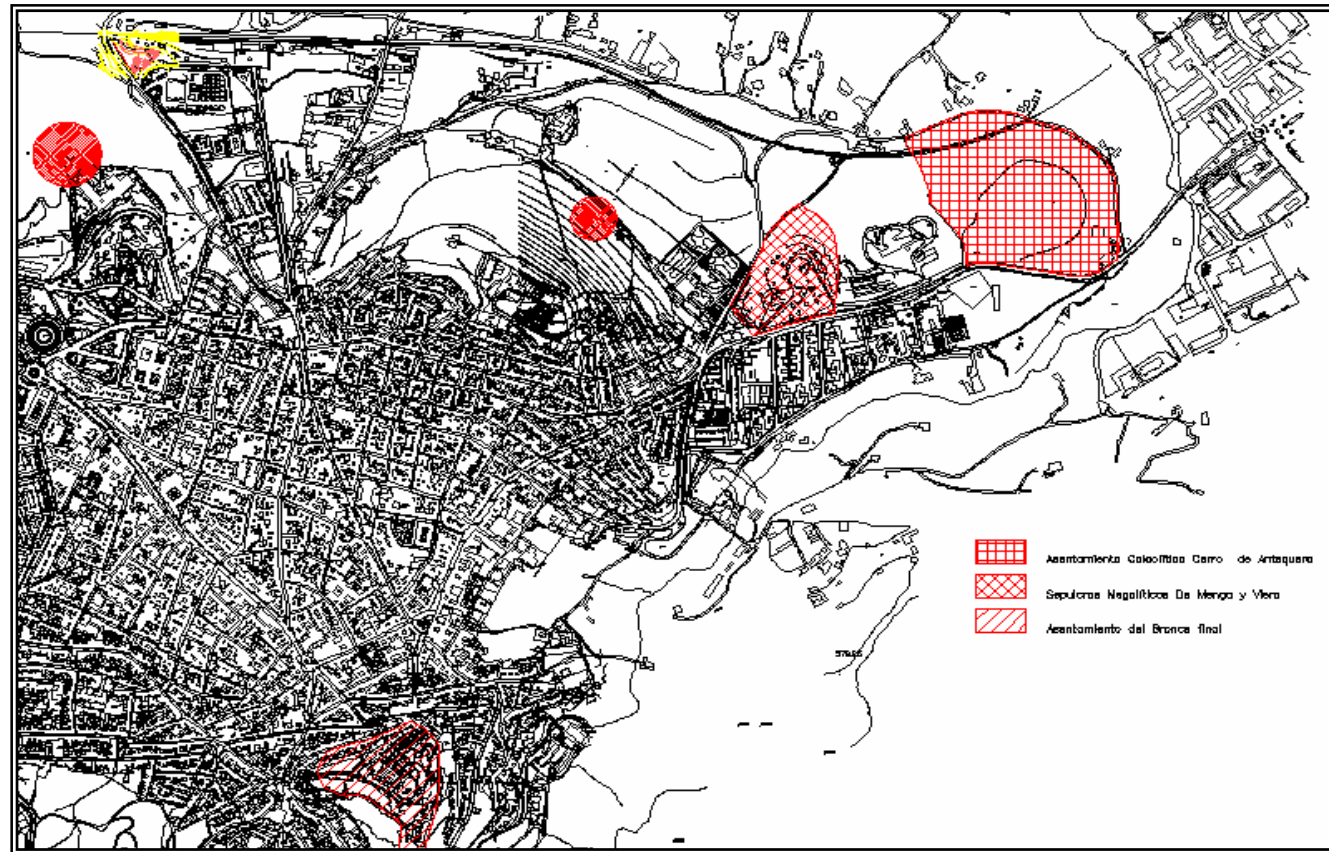 Asentamiento Calcolítico Cerro de Antequera
Sepulcros Megalíticos De Menga y Viera
Asentamiento del Bronce final